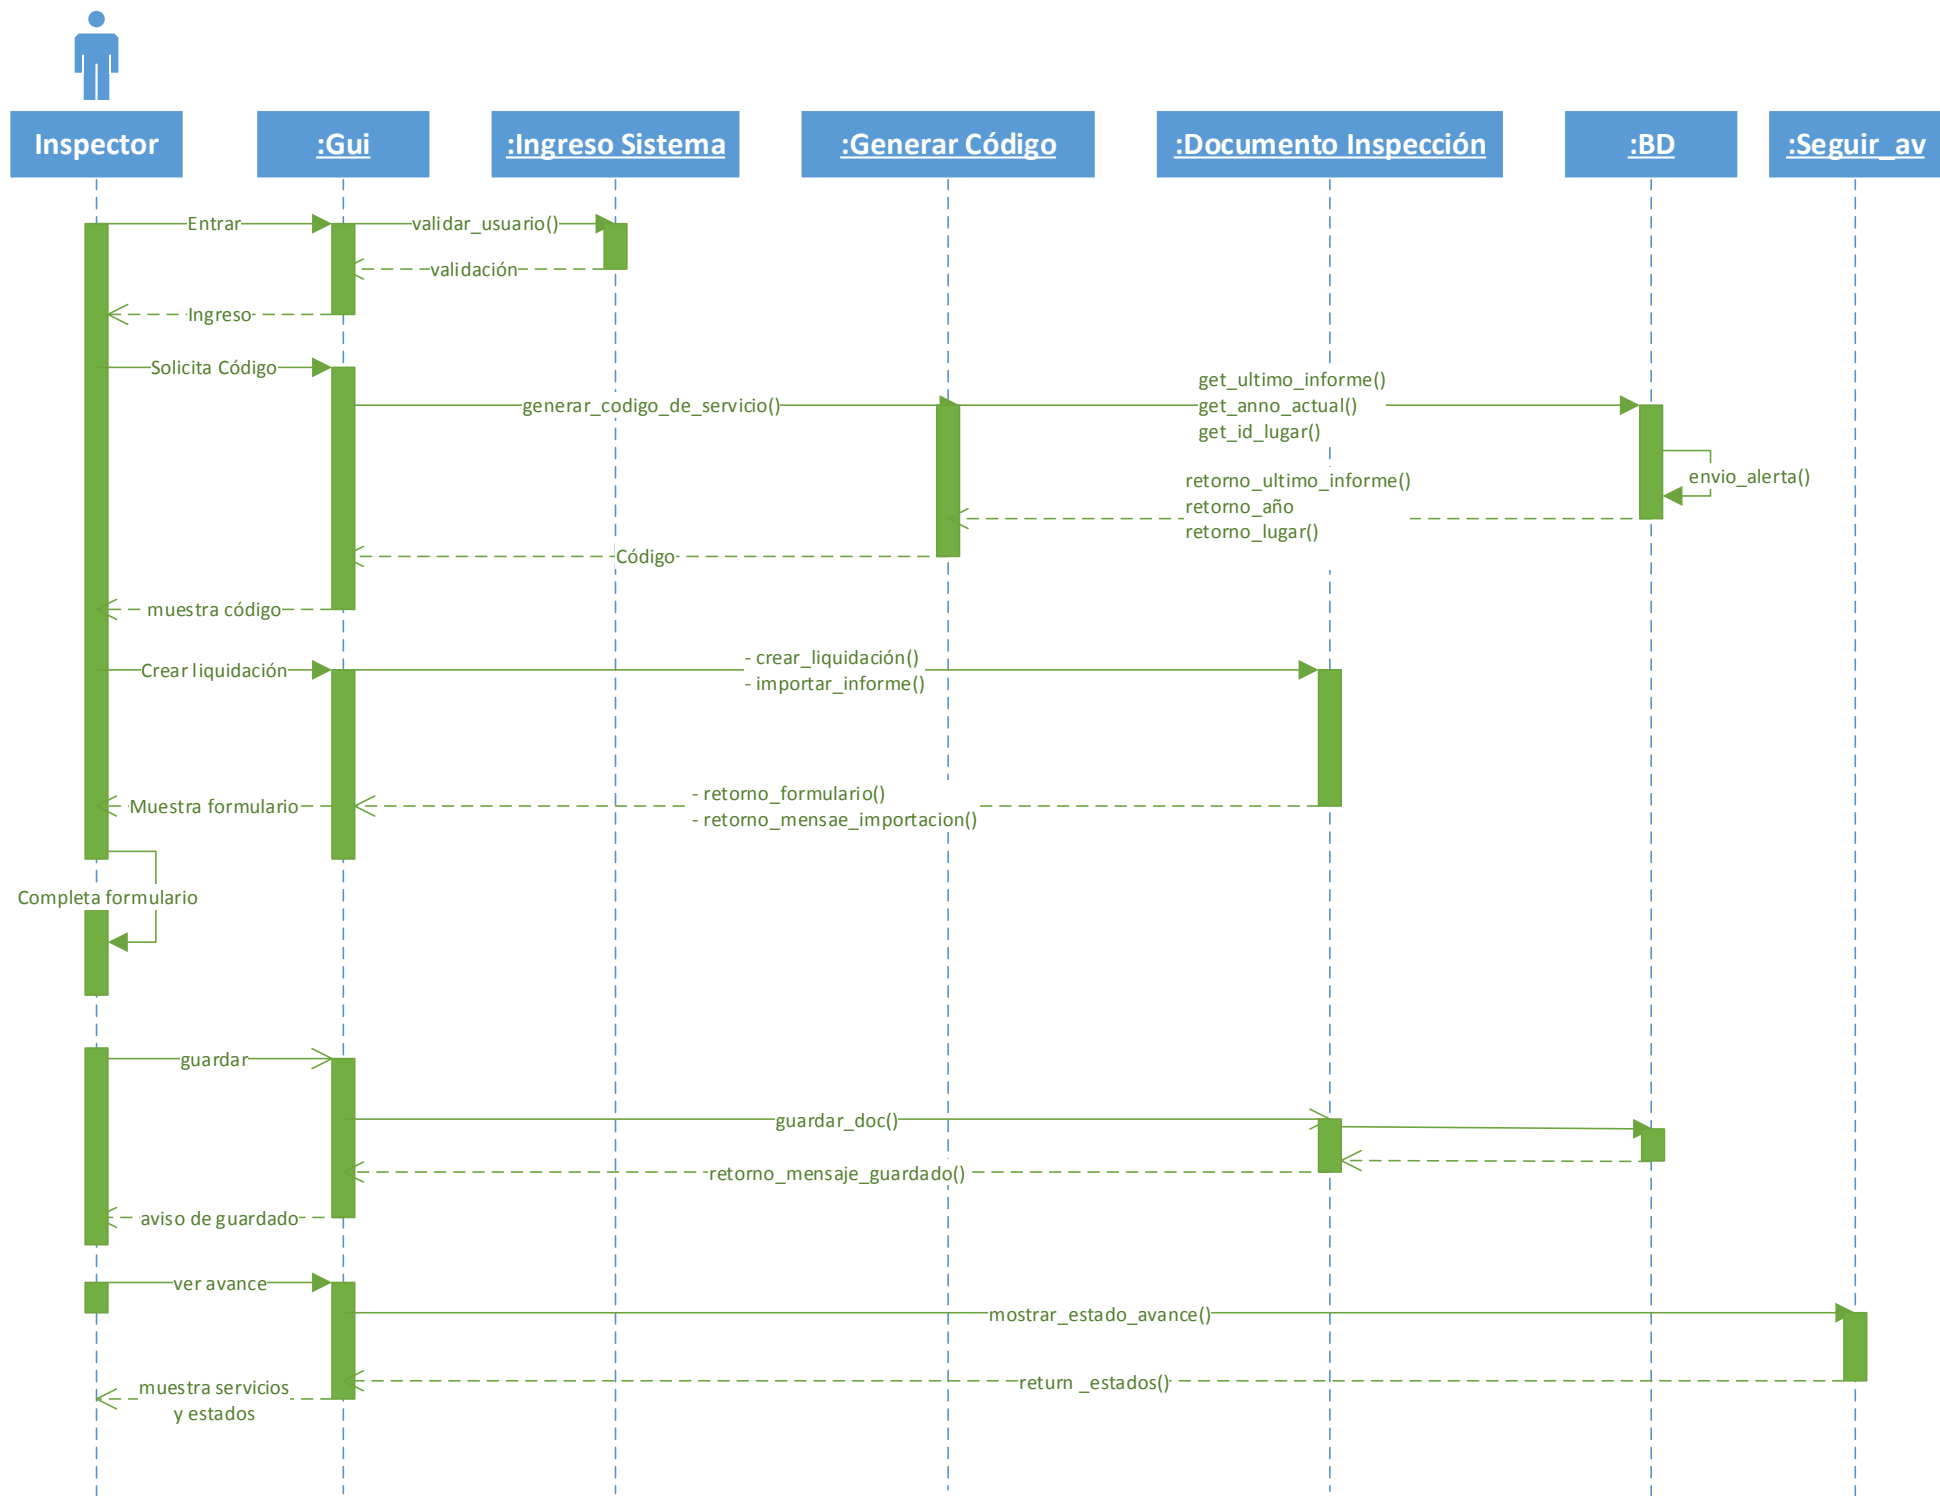 Inspector
:Gui
:Ingreso Sistema
:Generar Código
:Documento Inspección
:BD
:Seguir_av
Entrar
validar_usuario()
validación
Ingreso
Solicita Código
get_ultimo_informe()
generar_codigo_de_servicio()
get_anno_actual()
get_id_lugar()
envio_alerta()
retorno_ultimo_informe()
retorno_año
retorno_lugar()
Código
muestra código
Crear liquidación
- crear_liquidación()
- importar_informe()
Muestra formulario
- retorno_formulario()
- retorno_mensae_importacion()
Completa formulario
guardar
guardar_doc()
retorno_mensaje_guardado()
aviso de guardado
ver avance
mostrar_estado_avance()
return _estados()
muestra servicios
y estados